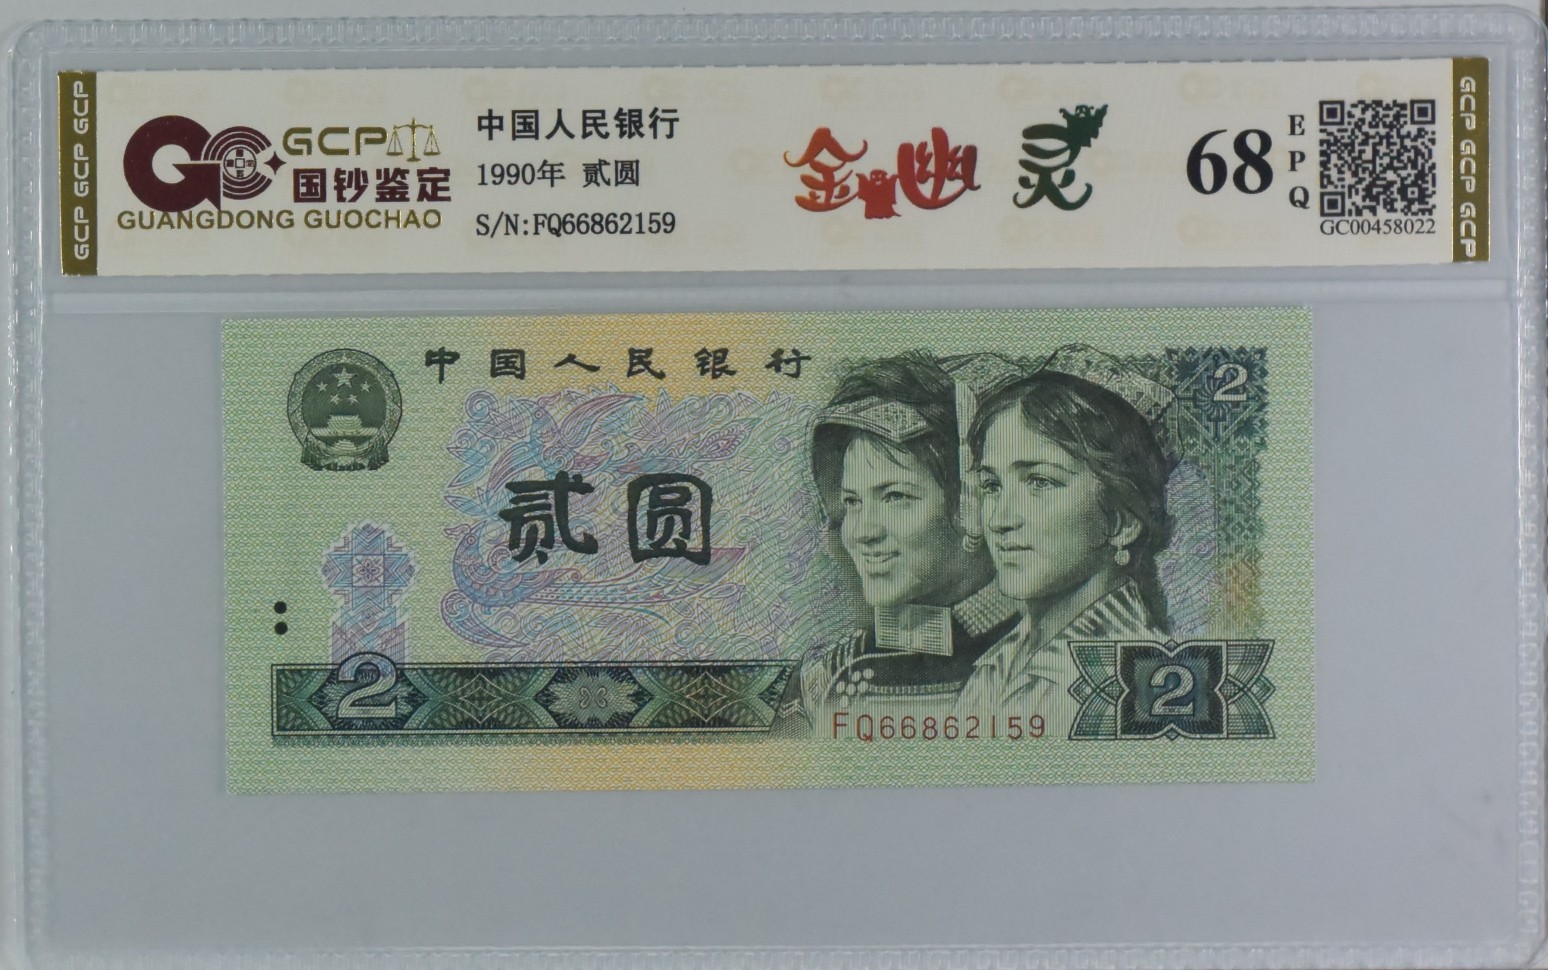 GCP GCP GCP
GCP
国钞鉴定
GUANGDONG GUOCHAO
中国人民银行
1990年 贰圆
S/N:FQ66862159
金幽灵
68
EPQ
GC00458022
GCP GCP GCP
中国人民银行
2
贰圆
2
2
FQ66862159